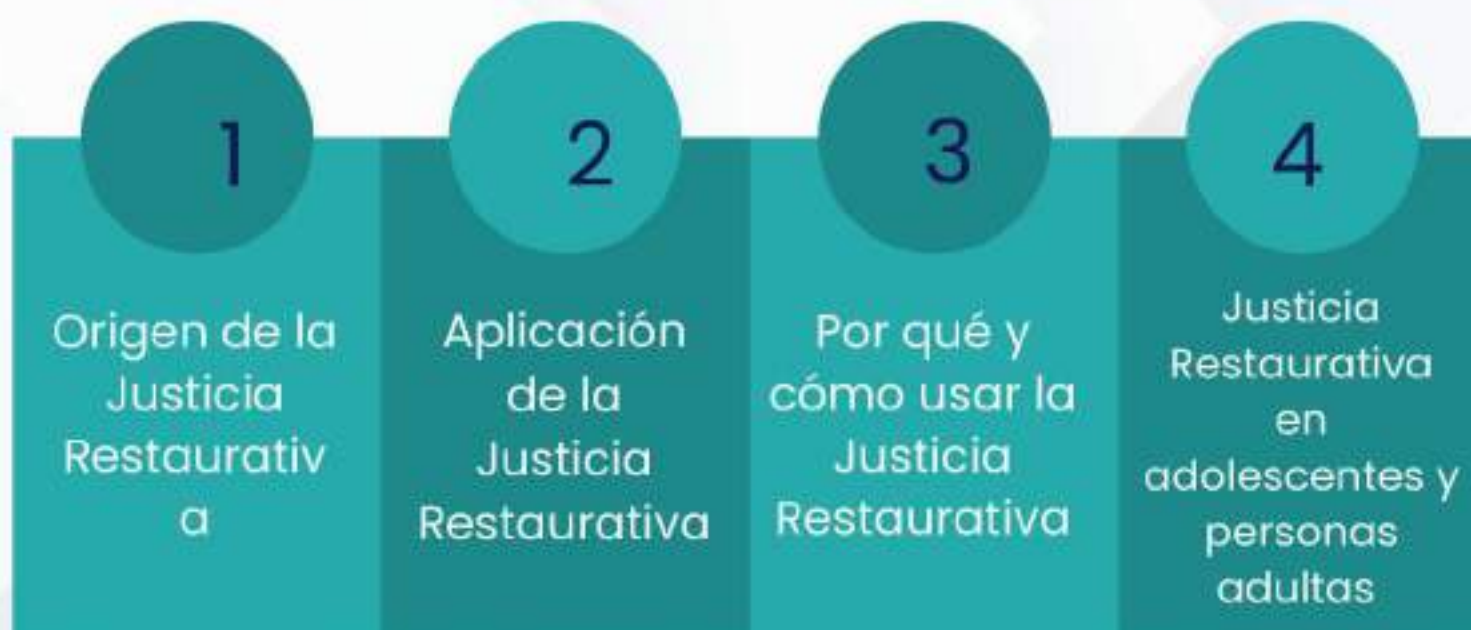 1
Origen de la
Justicia
Restaurativ
a
2
Aplicación
de la
Justicia
Restaurativa
3
Por qué y
cómo usar la
Justicia
Restaurativa
4
Justicia
Restaurativa
en
adolescentes y
personas
adultas